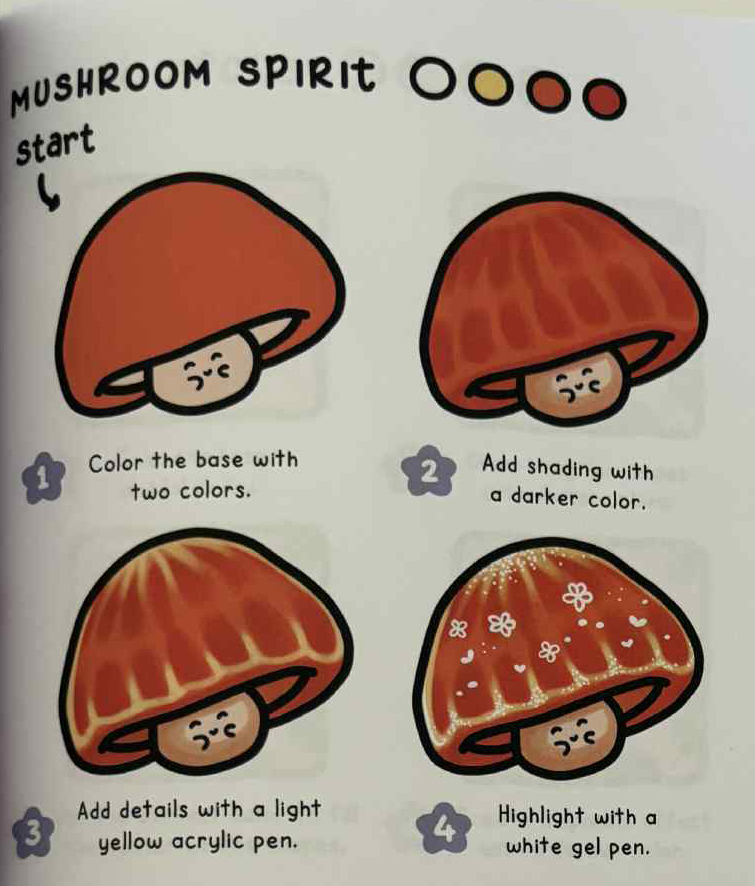 MUSHROOM SPIRIT
start
1 Color the base with
two colors.
2 Add shading with
a darker color.
3 Add details with a light
yellow acrylic pen.
4 Highlight with a
white gel pen.